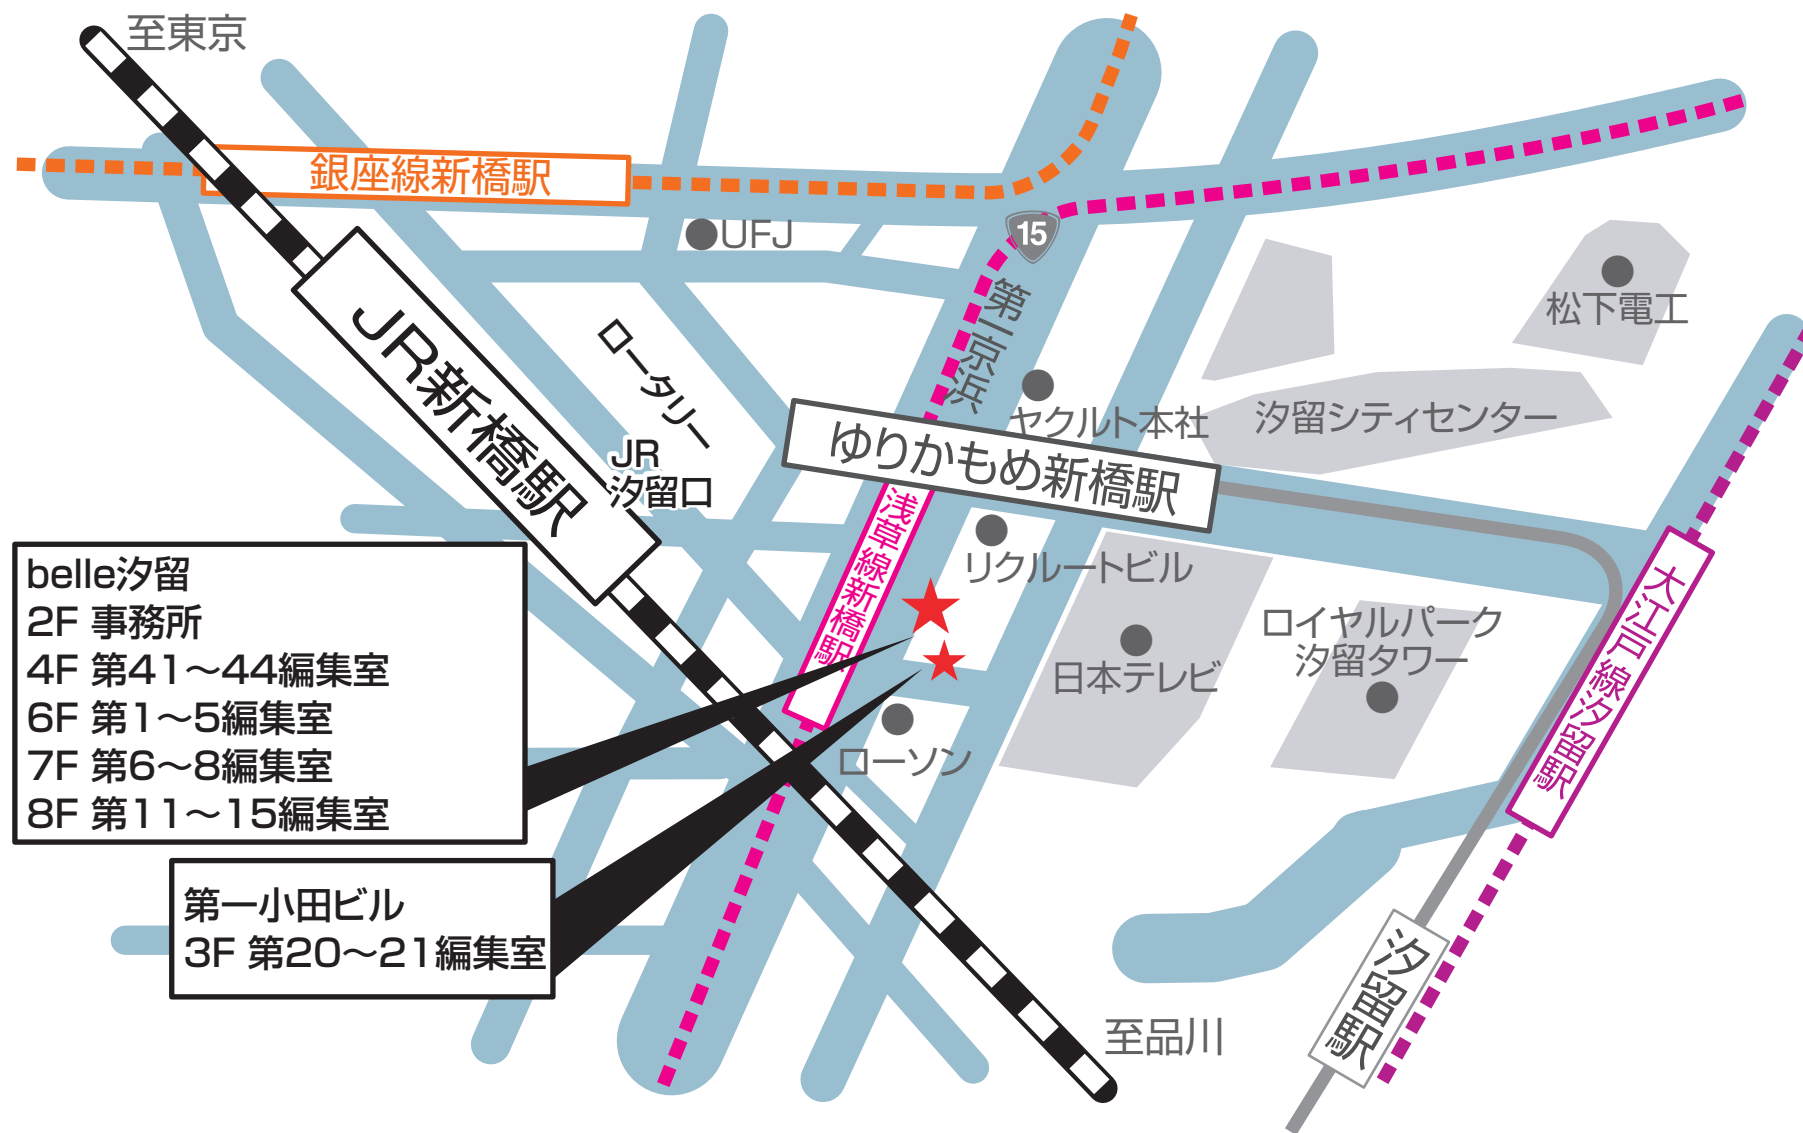 至東京
銀座線新橋駅
UFJ
15
第一京浜
松下電工
ロータリー
JR新橋駅
JR
汐留口
ヤクルト本社
汐留シティセンター
ゆりかもめ新橋駅
浅草線新橋駅
リクルートビル
大江戸線汐留駅
ロイヤルパーク
汐留タワー
日本テレビ
ローソン
belle汐留
2F 事務所
4F 第41～44編集室
6F 第1～5編集室
7F 第6～8編集室
8F 第11～15編集室
第一小田ビル
3F 第20～21編集室
汐留駅
至品川